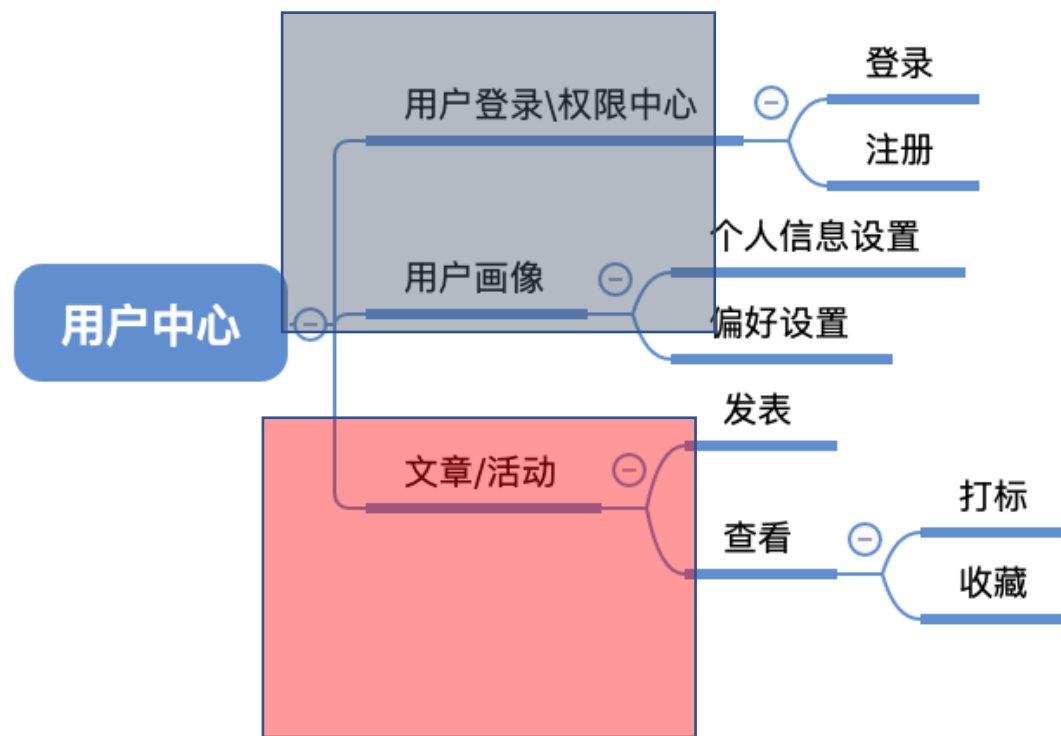 用户中心
用户登录\权限中心
登录
注册
用户画像
个人信息设置
偏好设置
文章/活动
发表
查看
打标
收藏